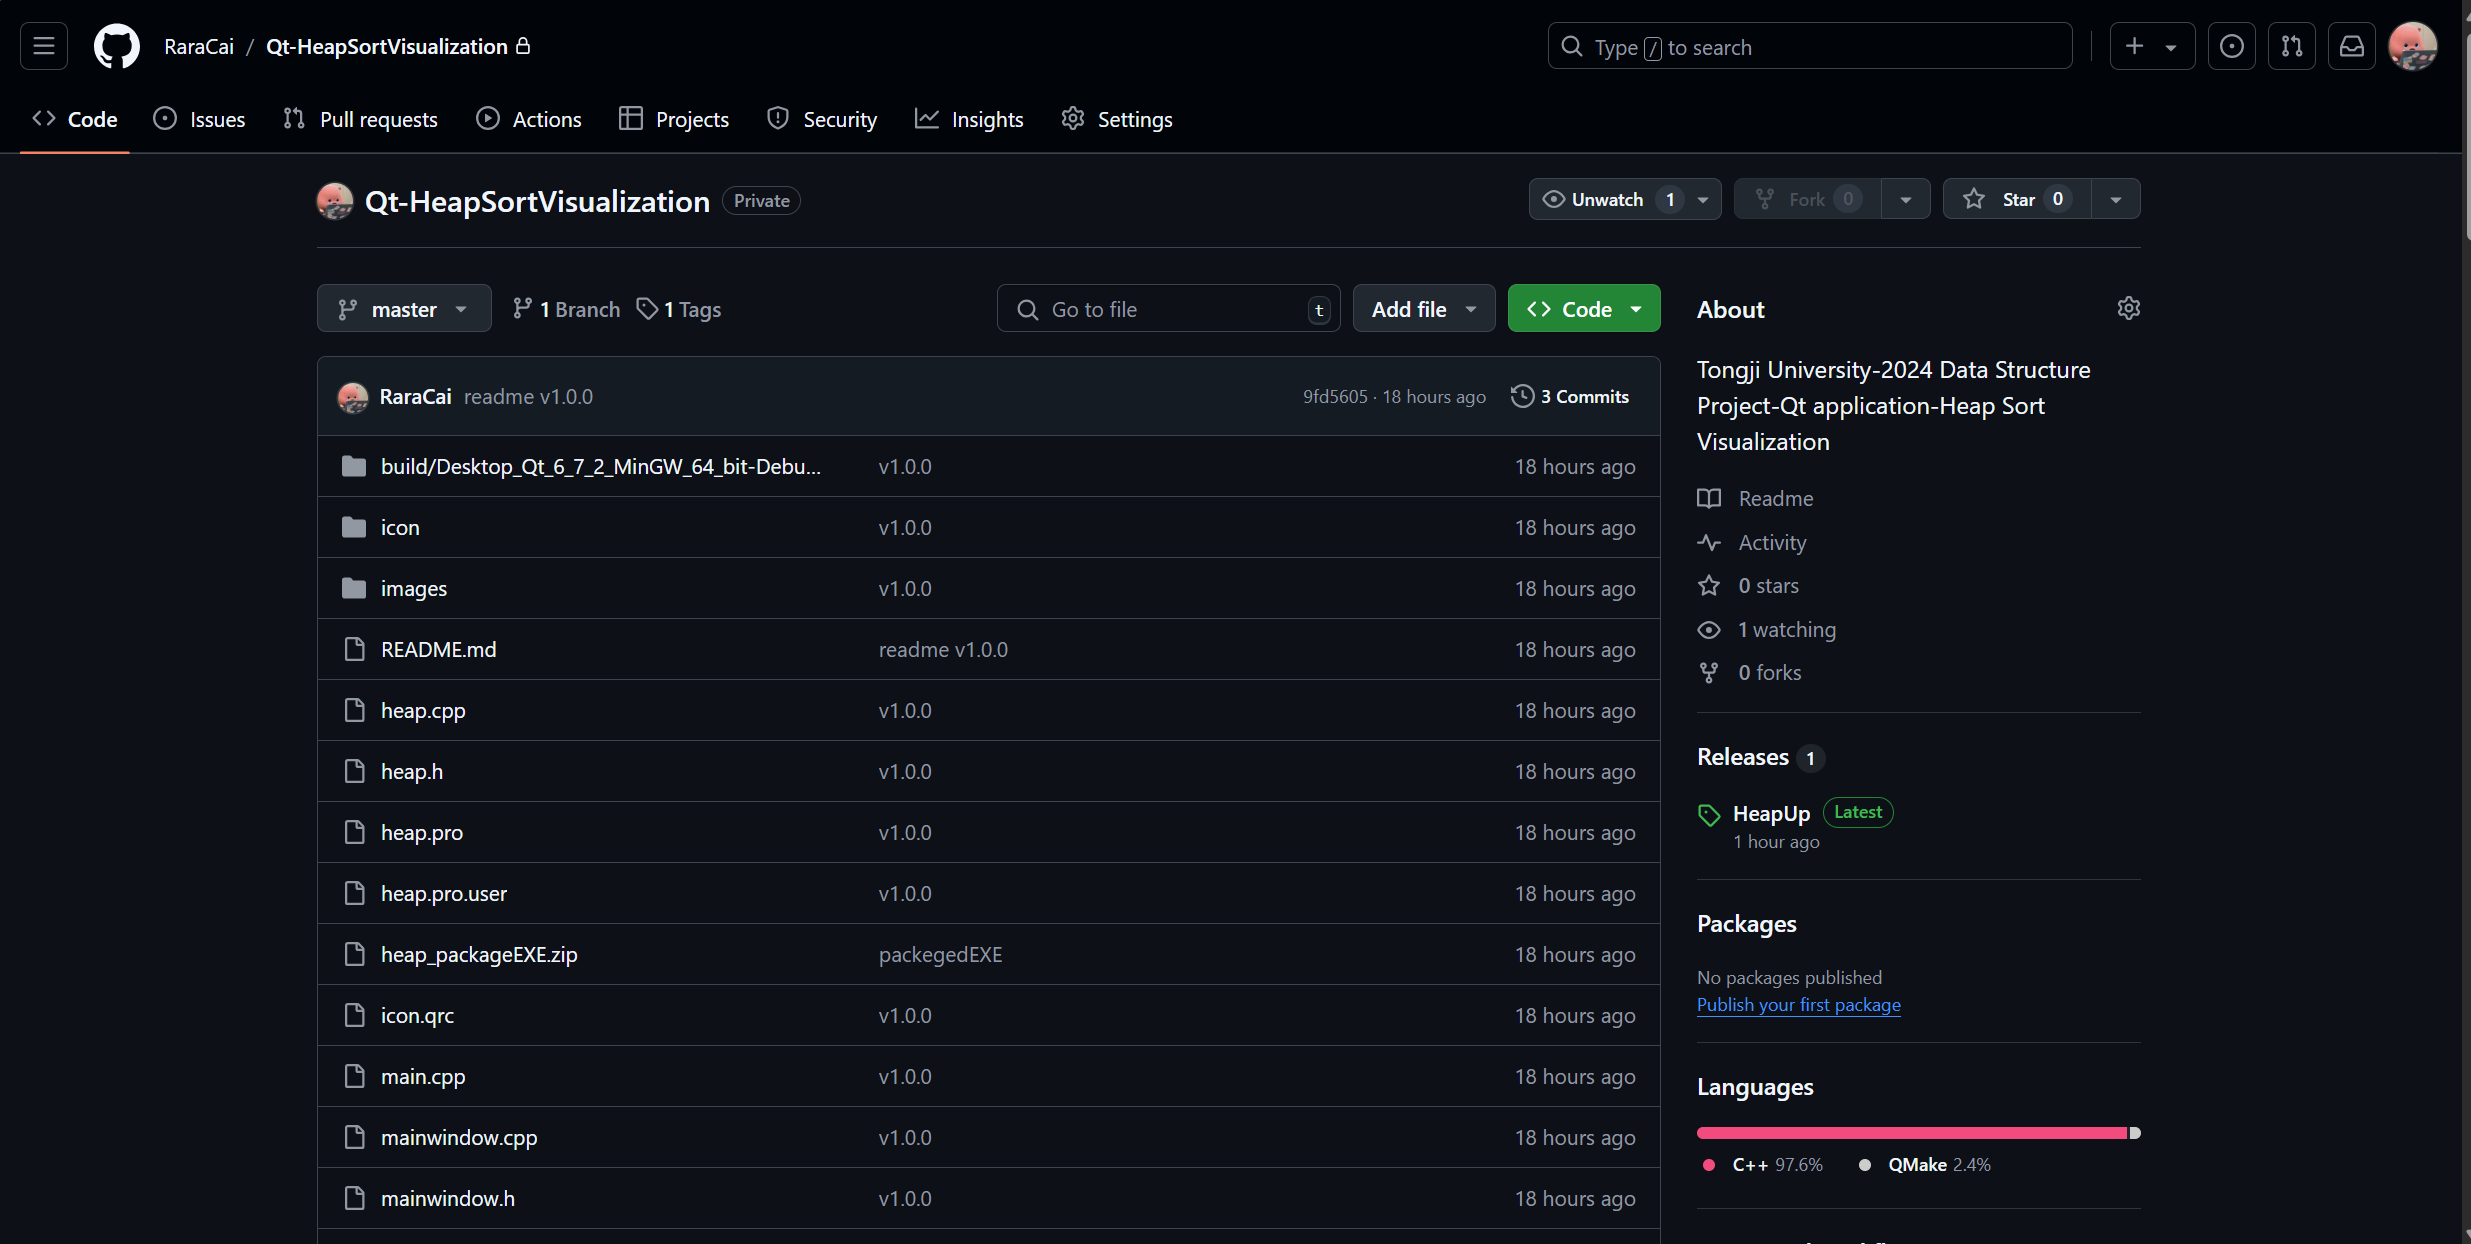 RaraCai / Qt-HeapSortVisualization
Type / to search
Code Issues Pull requests Actions Projects Security Insights Settings
Qt-HeapSortVisualization Private
Unwatch 1 Fork 0 Star 0
master 1 Branch 1 Tags
Go to file t Add file Code
RaraCai readme v1.0.0 9fd5605 · 18 hours ago 3 Commits
build/Desktop_Qt_6_7_2_MinGW_64_bit-Debu... v1.0.0 18 hours ago
icon v1.0.0 18 hours ago
images v1.0.0 18 hours ago
README.md readme v1.0.0 18 hours ago
heap.cpp v1.0.0 18 hours ago
heap.h v1.0.0 18 hours ago
heap.pro v1.0.0 18 hours ago
heap.pro.user v1.0.0 18 hours ago
heap_packageEXE.zip packegedEXE 18 hours ago
icon.qrc v1.0.0 18 hours ago
main.cpp v1.0.0 18 hours ago
mainwindow.cpp v1.0.0 18 hours ago
mainwindow.h v1.0.0 18 hours ago
About
Tongji University-2024 Data Structure
Project-Qt application-Heap Sort
Visualization
Readme
Activity
0 stars
1 watching
0 forks
Releases 1
HeapUp Latest
1 hour ago
Packages
No packages published
Publish your first package
Languages
C++ 97.6% QMake 2.4%